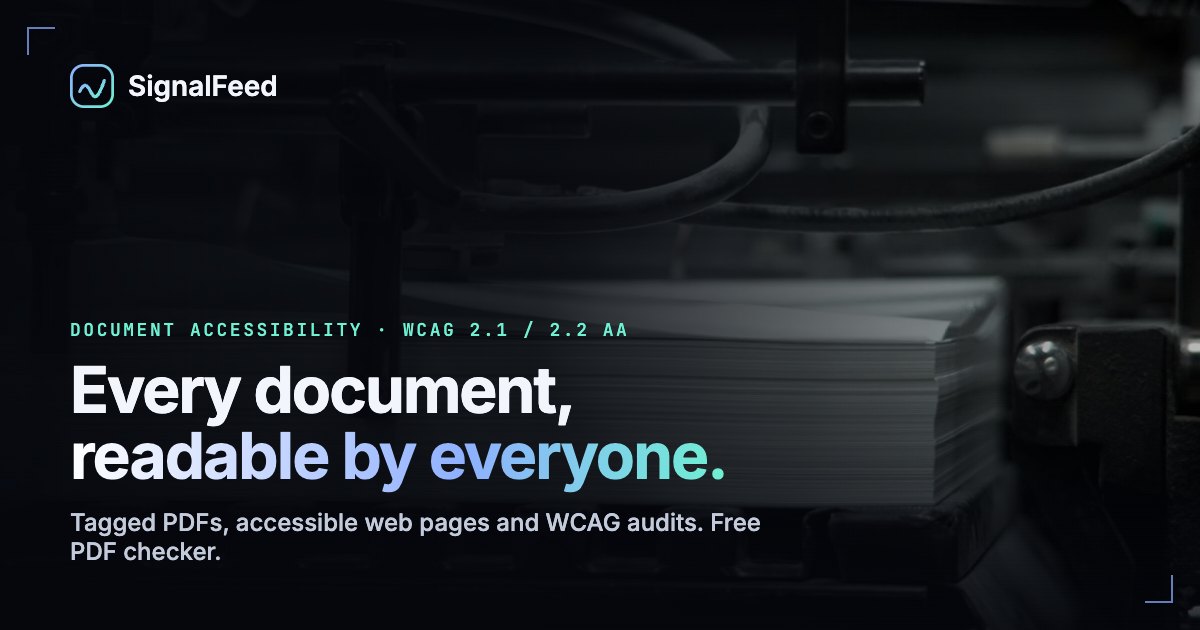 SignalFeed
DOCUMENT ACCESSIBILITY · WCAG 2.1 / 2.2 AA
Every document,
readable by everyone.
Tagged PDFs, accessible web pages and WCAG audits. Free
PDF checker.